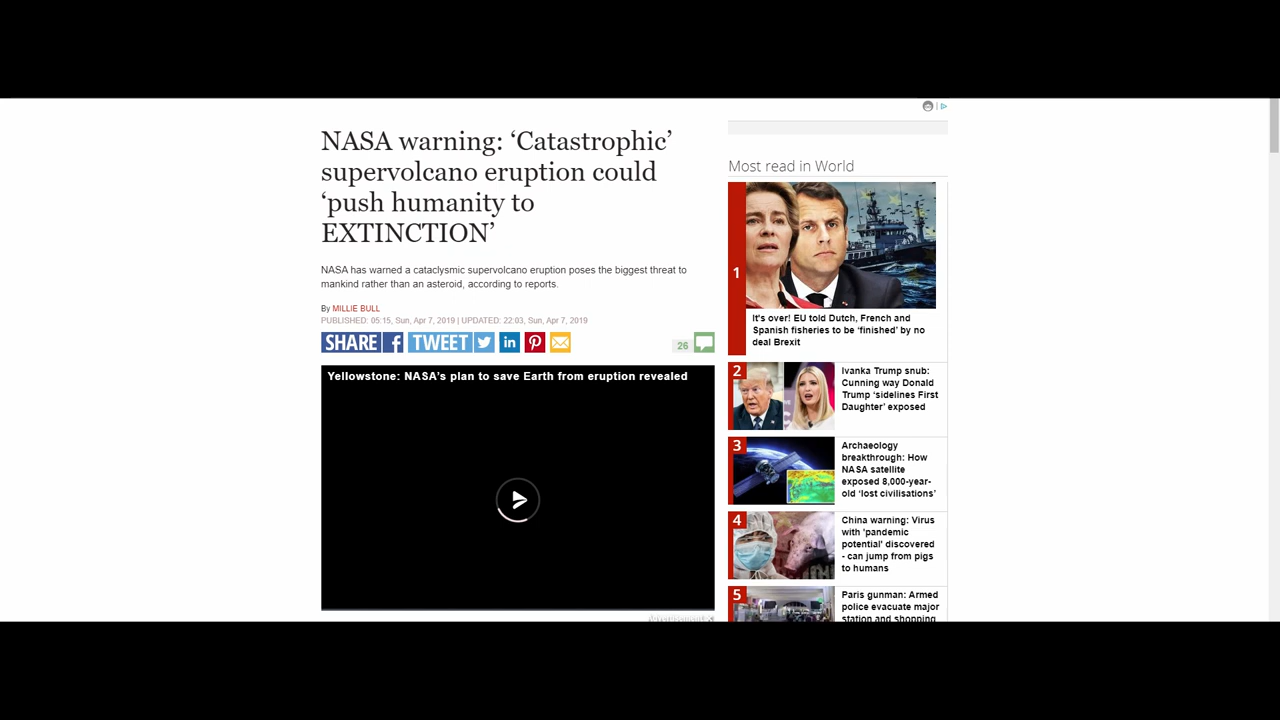 NASA warning: ‘Catastrophic’
supervolcano eruption could
‘push humanity to
EXTINCTION’
NASA has warned a cataclysmic supervolcano eruption poses the biggest threat to
mankind rather than an asteroid, according to reports.
By MILLIE BULL
PUBLISHED: 05:15, Sun, Apr 7, 2019 | UPDATED: 22:03, Sun, Apr 7, 2019
SHARE f TWEET in
26
Yellowstone: NASA’s plan to save Earth from eruption revealed
Most read in World
1
It's over! EU told Dutch, French and
Spanish fisheries to be ‘finished’ by no
deal Brexit
2
Ivanka Trump snub:
Cunning way Donald
Trump ‘sidelines First
Daughter’ exposed
3
Archaeology
breakthrough: How
NASA satellite
exposed 8,000-year-
old ‘lost civilisations’
4
China warning: Virus
with 'pandemic
potential' discovered
- can jump from pigs
to humans
5
Paris gunman: Armed
police evacuate major
station and shopping